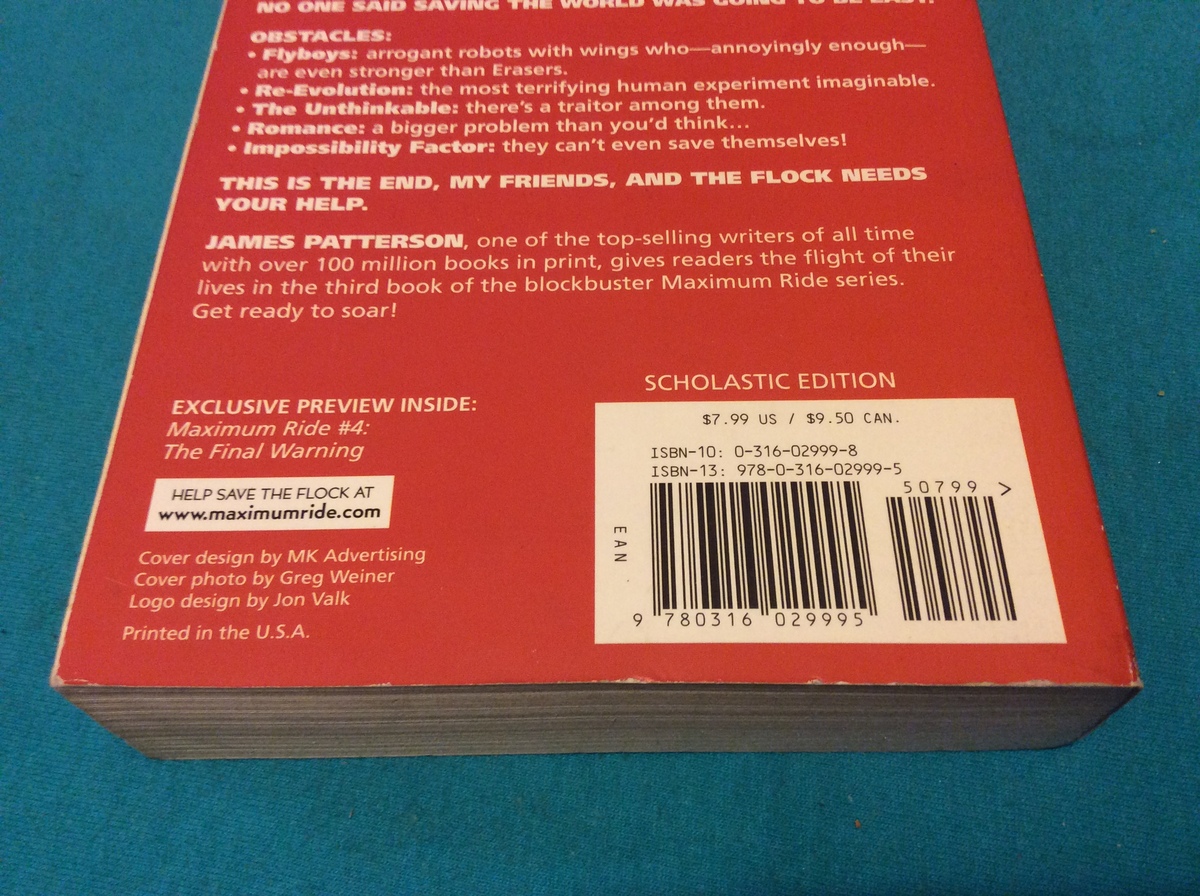 NO ONE SAID SAVING THE WORLD WAS GOING TO BE EASY.
OBSTACLES:
• Flyboys: arrogant robots with wings who—annoyingly enough—
are even stronger than Erasers.
• Re-Evolution: the most terrifying human experiment imaginable.
• The Unthinkable: there's a traitor among them.
• Romance: a bigger problem than you'd think...
• Impossibility Factor: they can't even save themselves!
THIS IS THE END, MY FRIENDS, AND THE FLOCK NEEDS
YOUR HELP.
JAMES PATTERSON, one of the top-selling writers of all time
with over 100 million books in print, gives readers the flight of their
lives in the third book of the blockbuster Maximum Ride series.
Get ready to soar!
EXCLUSIVE PREVIEW INSIDE:
Maximum Ride #4:
The Final Warning
HELP SAVE THE FLOCK AT
www.maximumride.com
Cover design by MK Advertising
Cover photo by Greg Weiner
Logo design by Jon Valk
Printed in the U.S.A.
SCHOLASTIC EDITION
$7.99 US / $9.50 CAN.
ISBN-10: 0-316-02999-8
ISBN-13: 978-0-316-02999-5
50799 >
EAN
9 780316 029995